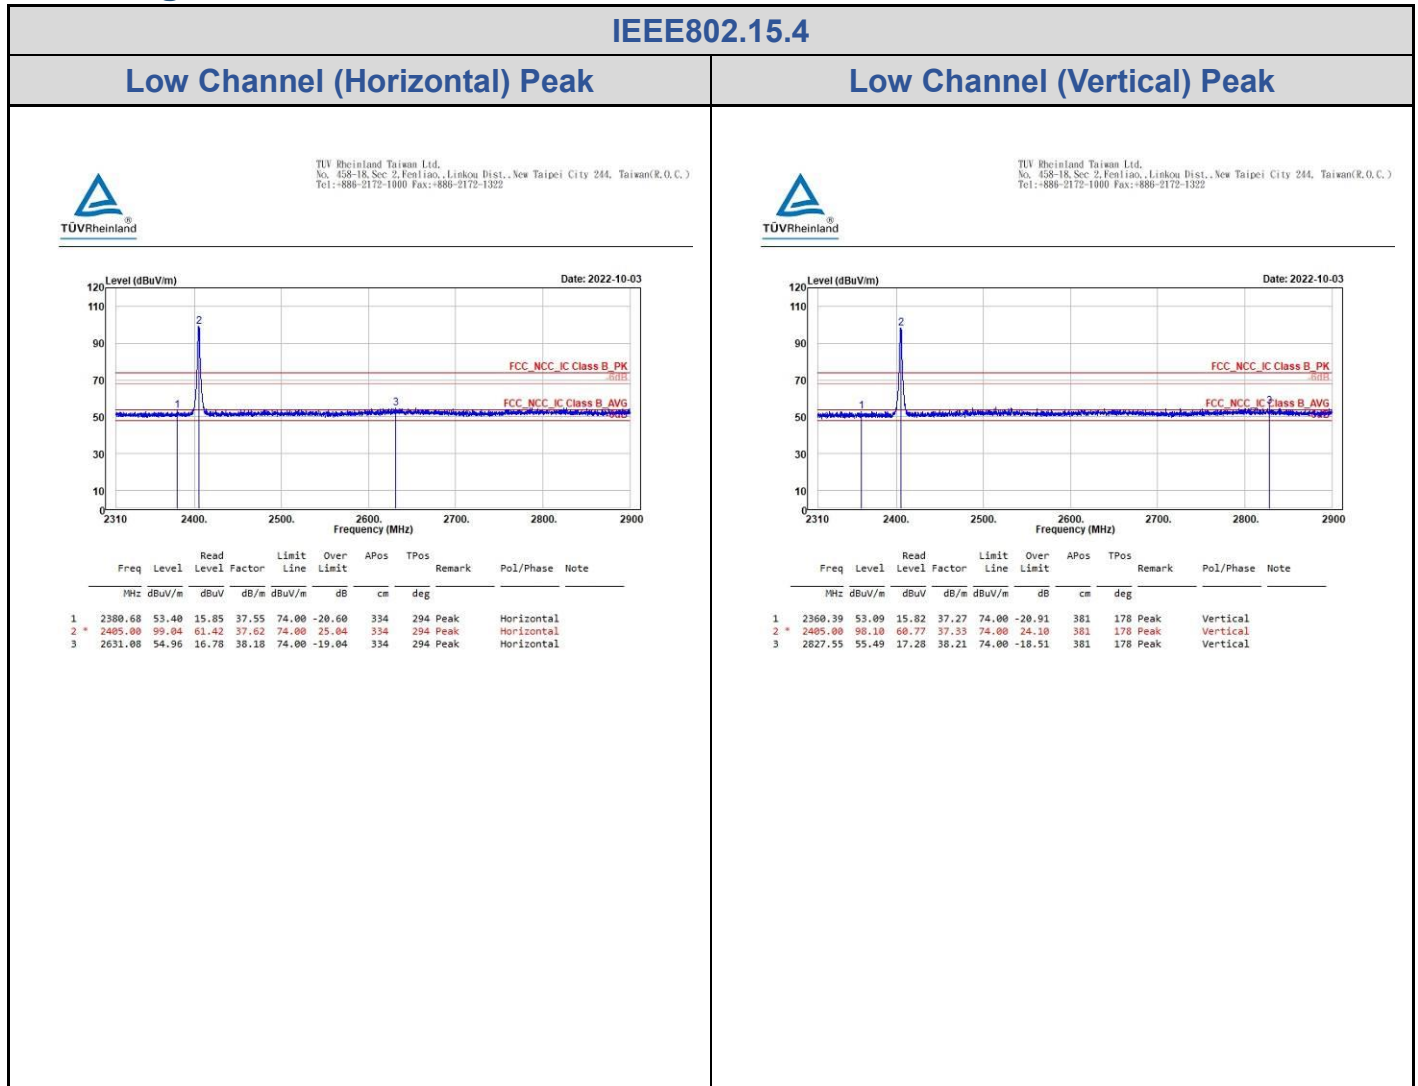 IEEE802.15.4
Low Channel (Horizontal) Peak
Low Channel (Vertical) Peak
TUV Rheinland Taiwan Ltd.
No. 458-18,Sec 2,Fenliao.,Linkou Dist.,New Taipei City 244, Taiwan(R.O.C.)
Tel:+886-2172-1000 Fax:+886-2172-1322
TÜVRheinland®
Level (dBuV/m)
Date: 2022-10-03
120
110
90
70
50
30
10
0
FCC_NCC_IC Class B_PK
-6dB
FCC_NCC_IC Class B_AVG
1
2
3
2310 2400. 2500. 2600. 2700. 2800. 2900
Frequency (MHz)
Read Limit Over APos TPos
Freq Level Level Factor Line Limit Remark Pol/Phase Note
MHz dBuV/m dBuV dB/m dBuV/m dB cm deg
1 2380.68 53.40 15.85 37.55 74.00 -20.60 334 294 Peak Horizontal
2 * 2405.00 99.04 61.42 37.62 74.00 25.04 334 294 Peak Horizontal
3 2631.08 54.96 16.78 38.18 74.00 -19.04 334 294 Peak Horizontal
TUV Rheinland Taiwan Ltd.
No. 458-18,Sec 2,Fenliao.,Linkou Dist.,New Taipei City 244, Taiwan(R.O.C.)
Tel:+886-2172-1000 Fax:+886-2172-1322
TÜVRheinland®
Level (dBuV/m)
Date: 2022-10-03
120
110
90
70
50
30
10
0
FCC_NCC_IC Class B_PK
-6dB
FCC_NCC_IC Class B_AVG
1
2
3
2310 2400. 2500. 2600. 2700. 2800. 2900
Frequency (MHz)
Read Limit Over APos TPos
Freq Level Level Factor Line Limit Remark Pol/Phase Note
MHz dBuV/m dBuV dB/m dBuV/m dB cm deg
1 2360.39 53.09 15.82 37.27 74.00 -20.91 381 178 Peak Vertical
2 * 2405.00 98.10 60.77 37.33 74.00 24.10 381 178 Peak Vertical
3 2827.55 55.49 17.28 38.21 74.00 -18.51 381 178 Peak Vertical